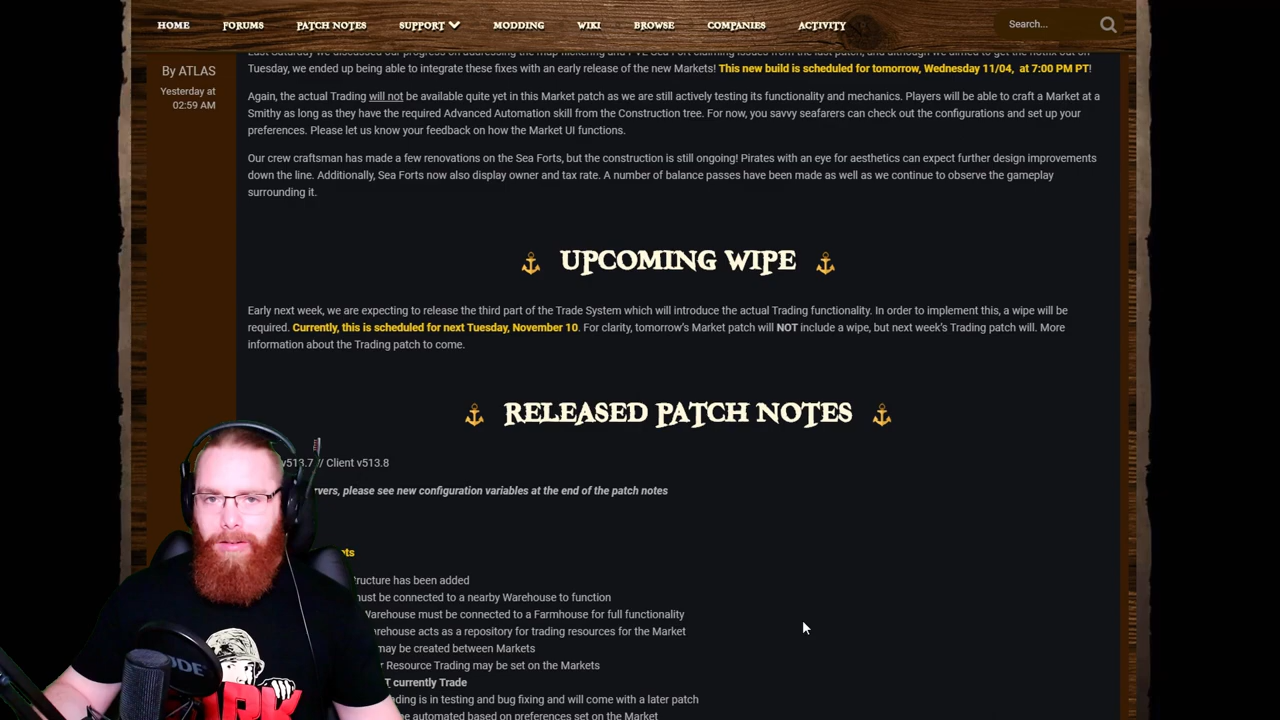 HOME FORUMS PATCH NOTES SUPPORT MODDING WIKI BROWSE COMPANIES ACTIVITY Search...
By ATLAS
Yesterday at
02:59 AM
Tuesday, we ended up being able to integrate these fixes with an early release of the new Markets! This new build is scheduled for tomorrow, Wednesday 11/04, at 7:00 PM PT!
Again, the actual Trading will not be available quite yet in this Market patch as we are still actively testing its functionality and mechanics. Players will be able to craft a Market at a
Smithy as long as they have the required Advanced Automation skill from the Construction tree. For now, you savvy seafarers can check out the configurations and set up your
preferences. Please let us know your feedback on how the Market UI functions.
Our crew craftsman has made a few renovations on the Sea Forts, but the construction is still ongoing! Pirates with an eye for aesthetics can expect further design improvements
down the line. Additionally, Sea Forts now also display owner and tax rate. A number of balance passes have been made as well as we continue to observe the gameplay
surrounding it.
UPCOMING WIPE
Early next week, we are expecting to release the third part of the Trade System which will introduce the actual Trading functionality. In order to implement this, a wipe will be
required. Currently, this is scheduled for next Tuesday, November 10. For clarity, tomorrow's Market patch will NOT include a wipe, but next week's Trading patch will. More
information about the Trading patch to come.
RELEASED PATCH NOTES
v513.7 // Client v513.8
rvers, please see new configuration variables at the end of the patch notes
nts
tructure has been added
must be connected to a nearby Warehouse to function
Warehouse must be connected to a Farmhouse for full functionality
arehouse acts as a repository for trading resources for the Market
may be created between Markets
r Resource Trading may be set on the Markets
T currently Trade
ading is in testing and bug fixing and will come with a later patch
e automated based on preferences set on the Market
RODE